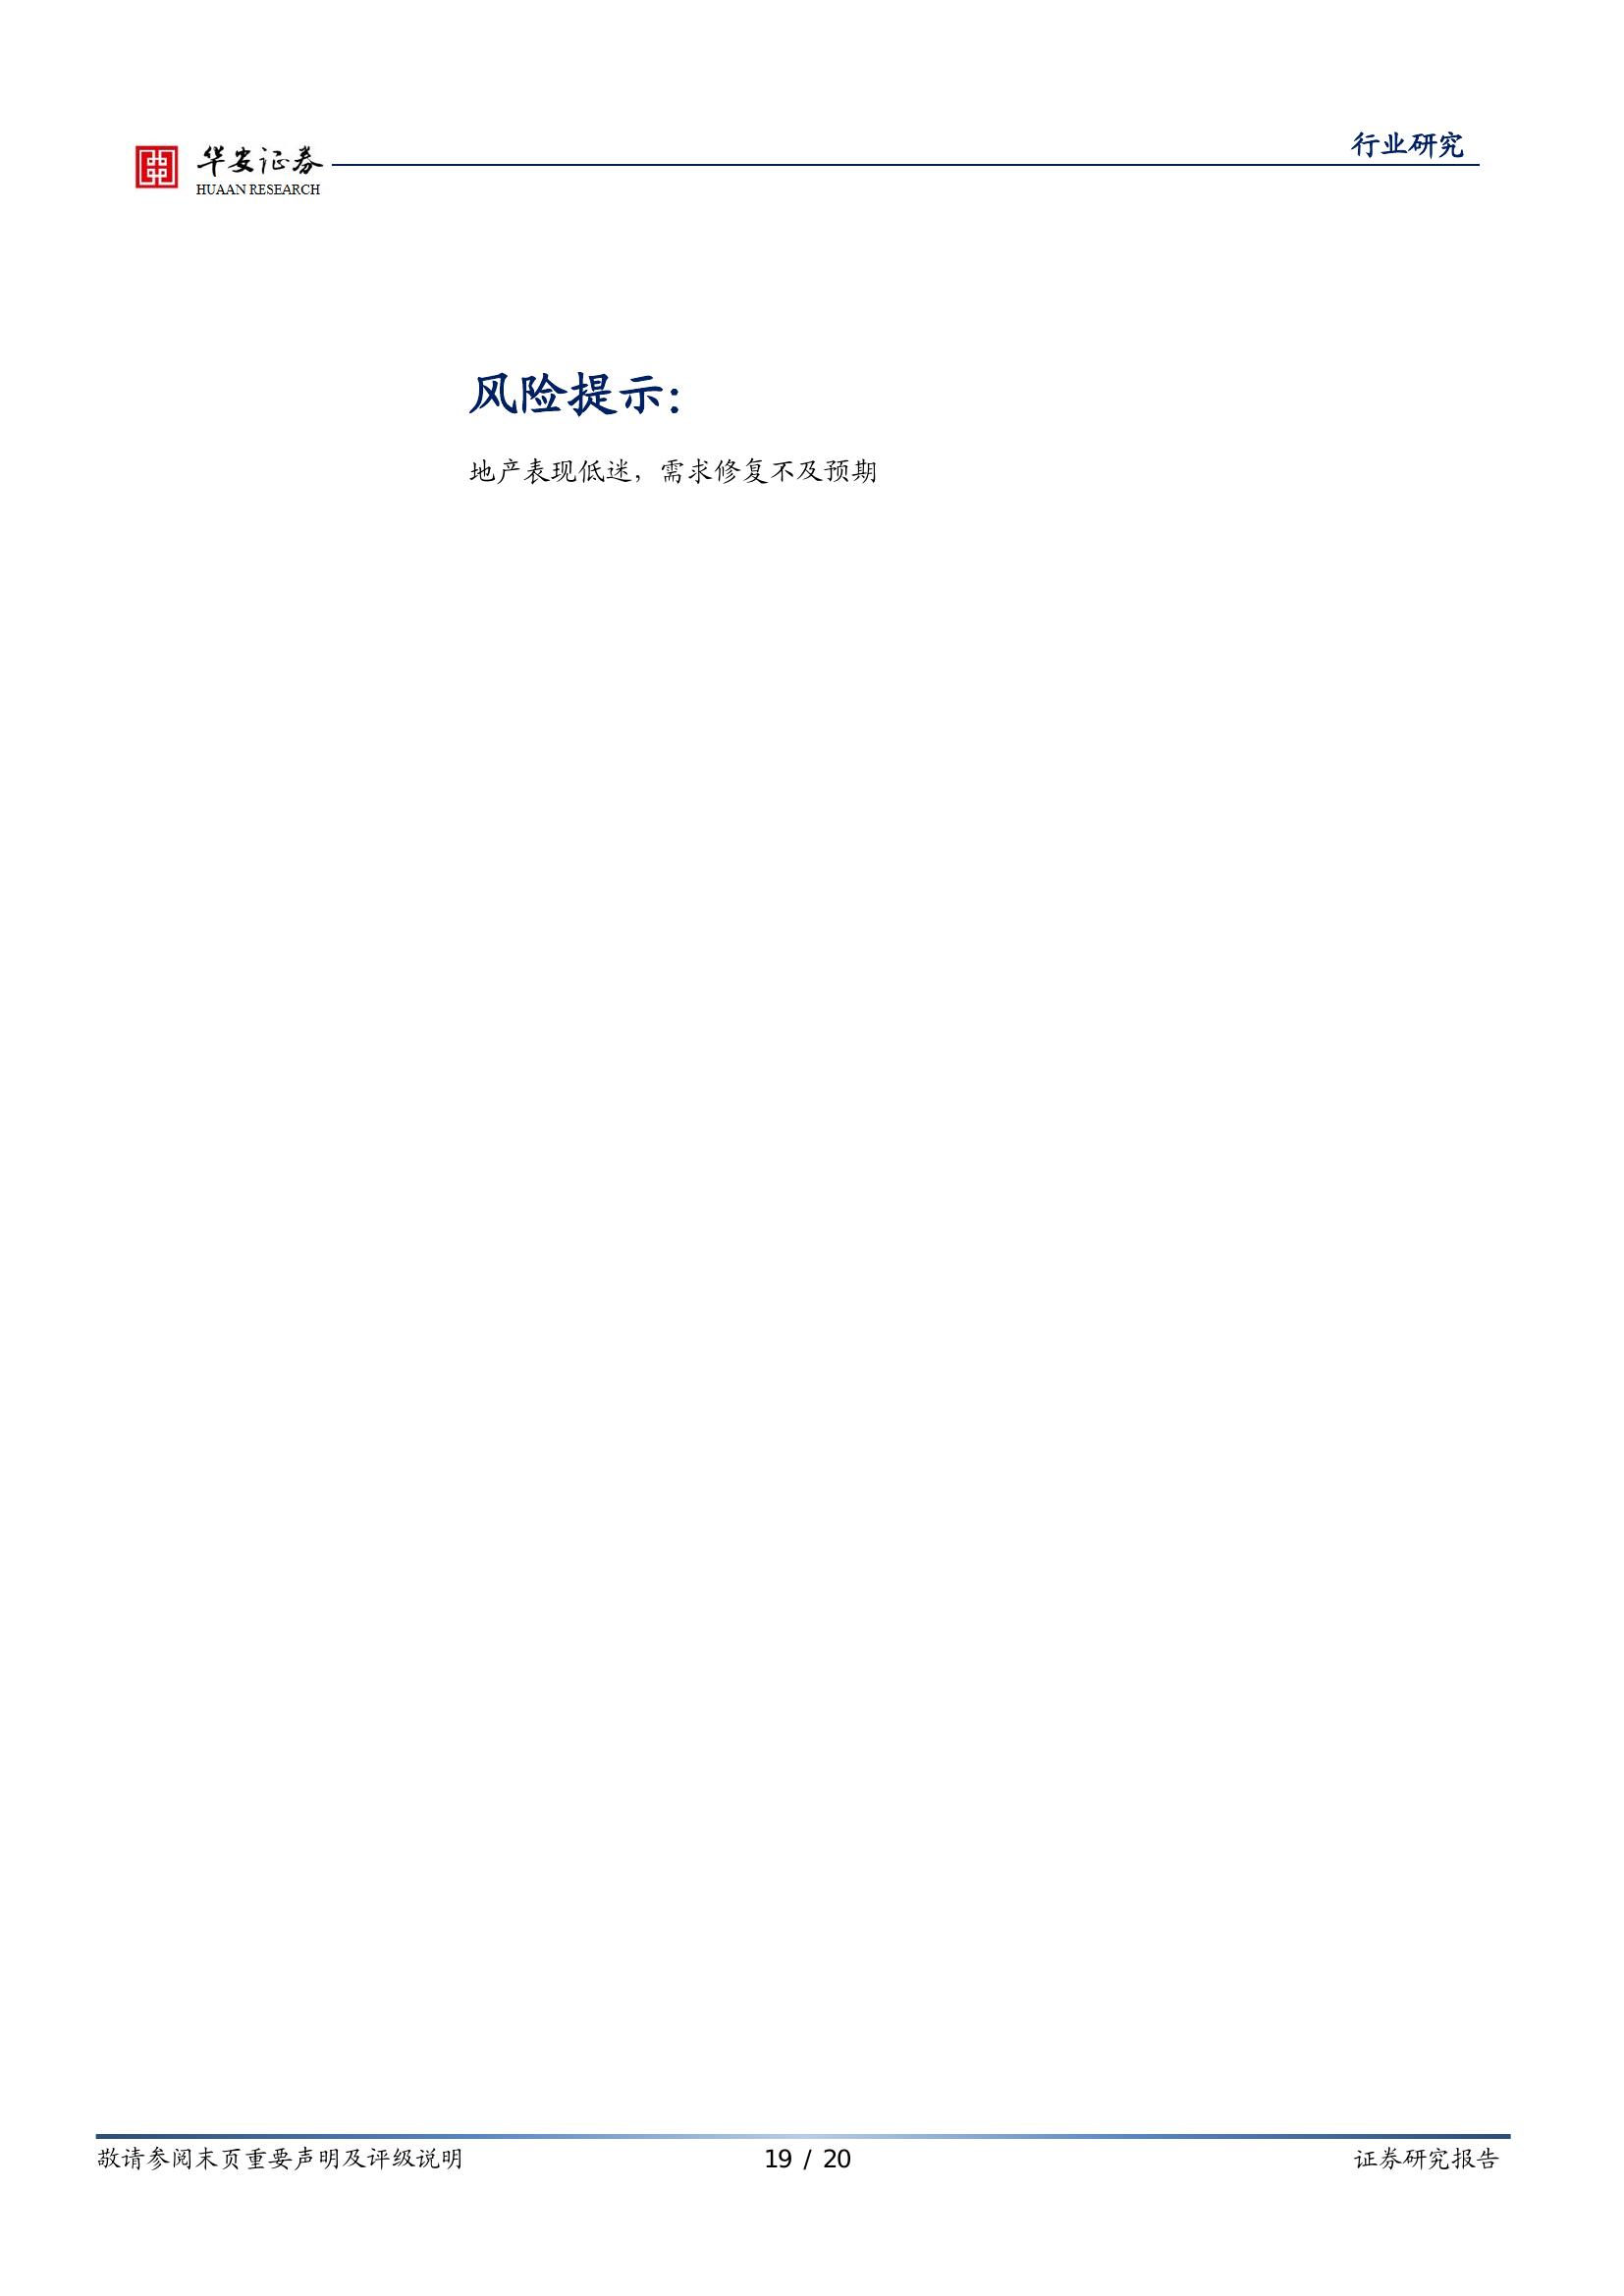 行业研究
华安证券
HUAAN RESEARCH
风险提示：
地产表现低迷，需求修复不及预期
敬请参阅末页重要声明及评级说明
19 / 20
证券研究报告